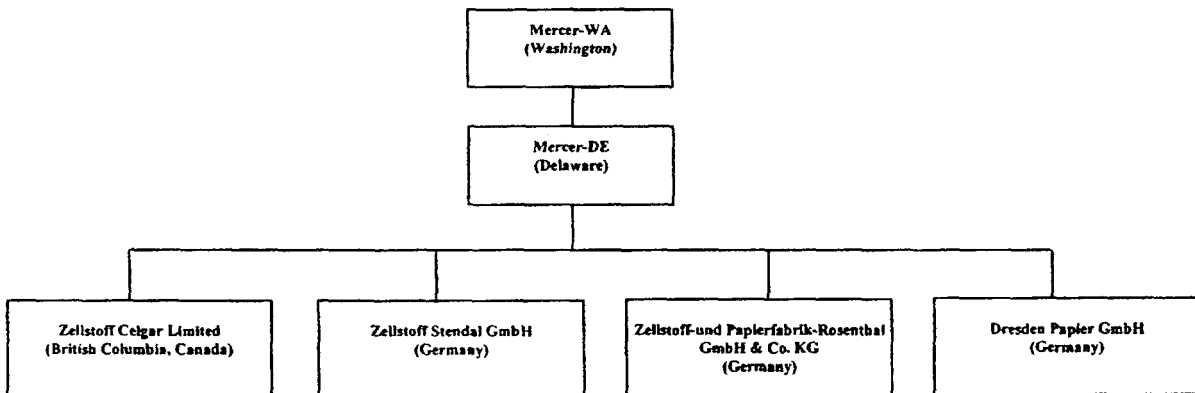 Mercer-WA
(Washington)
Mercer-DE
(Delaware)
Zellstoff Celgar Limited
(British Columbia, Canada)
Zellstoff Stendal GmbH
(Germany)
Zellstoff-und Papierfabrik-Rosenthal
GmbH & Co. KG
(Germany)
Dresden Papier GmbH
(Germany)